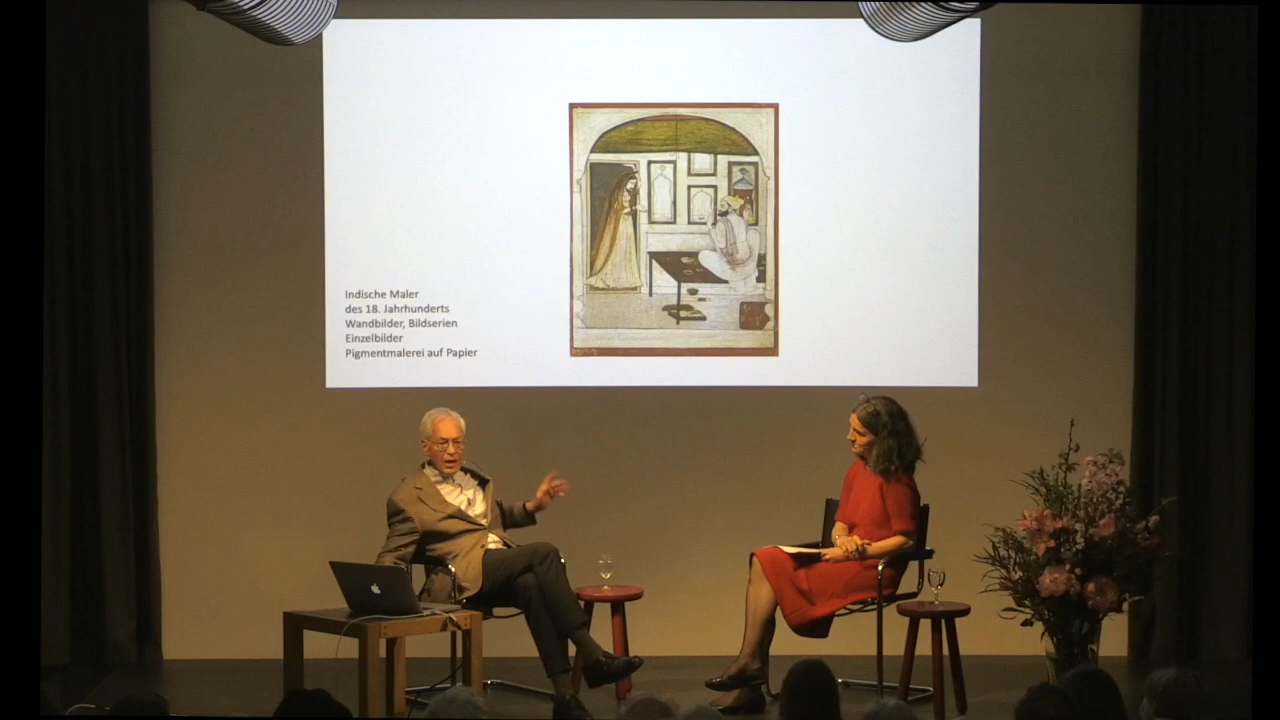 Indische Maler
des 18. Jahrhunderts
Wandbilder, Bildserien
Einzelbilder
Pigmentmalerei auf Papier